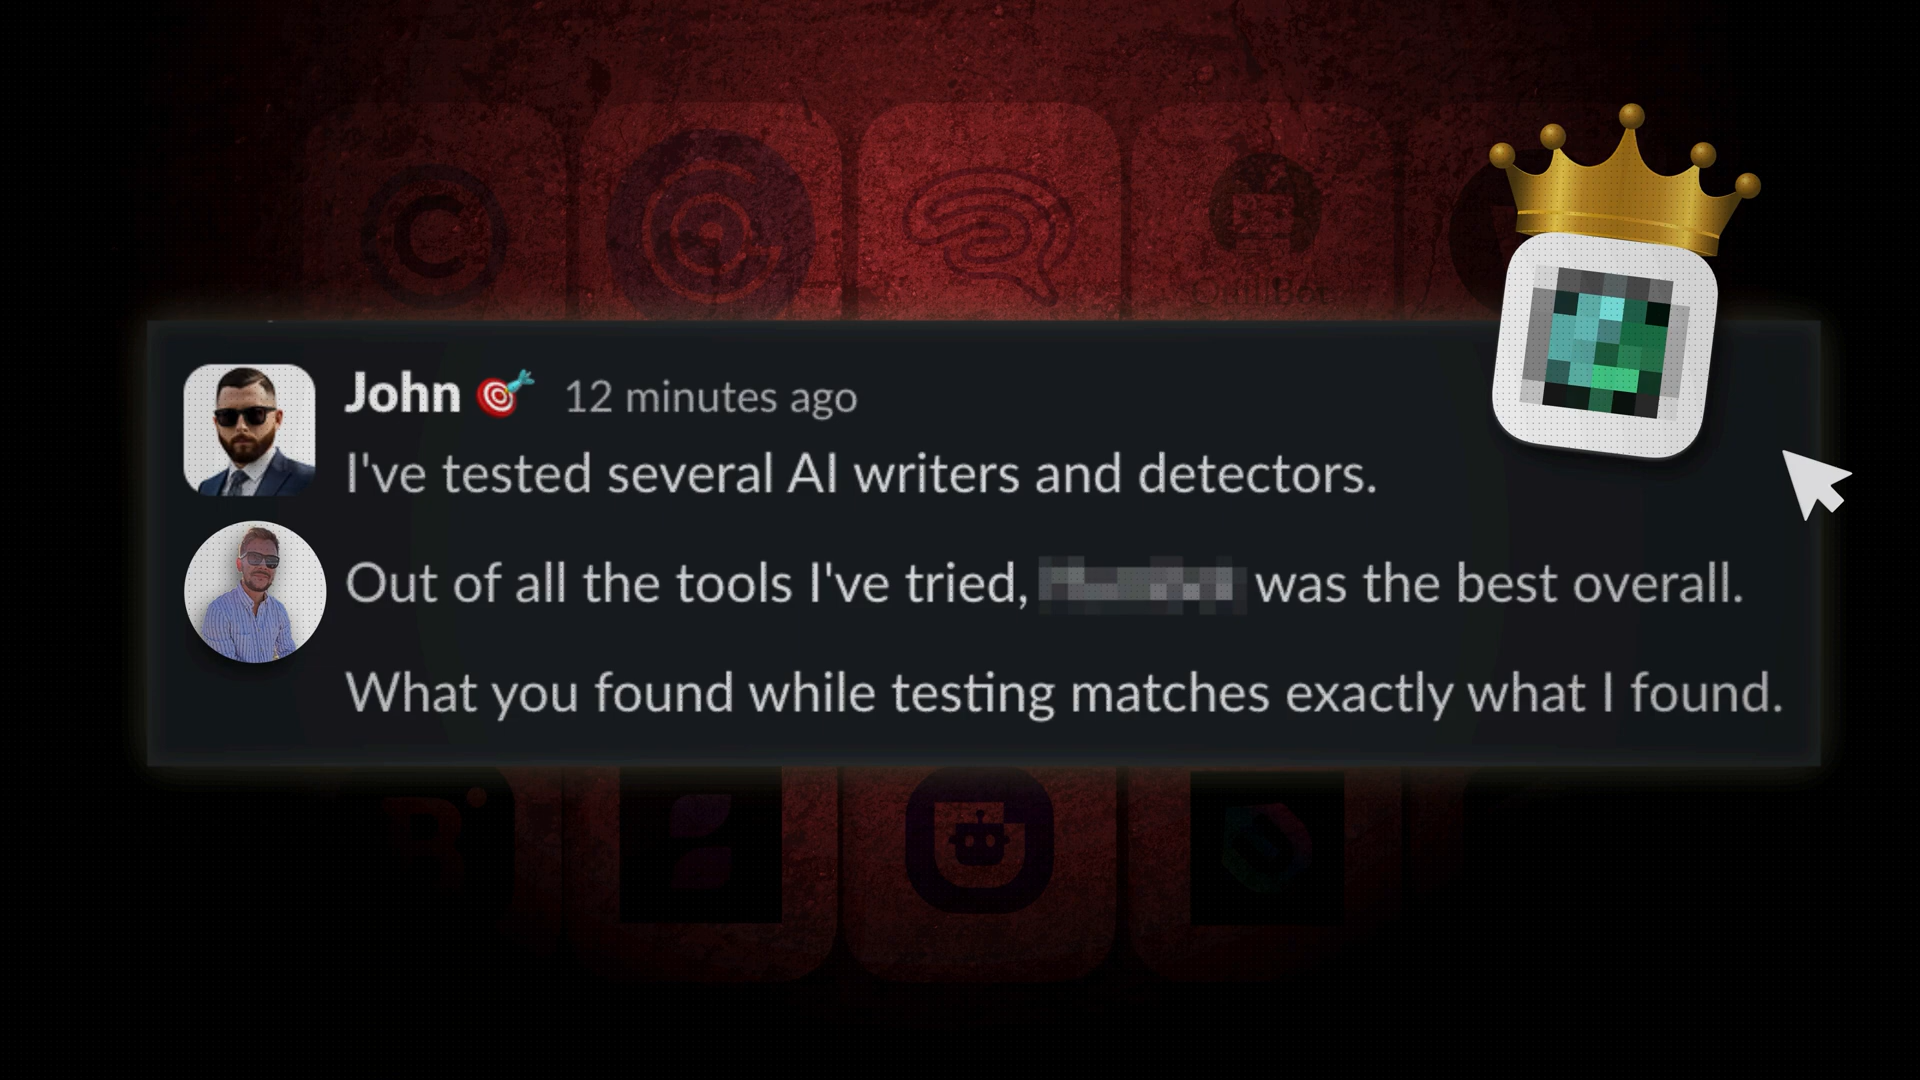 QuillBot
John 🎯 12 minutes ago
I've tested several AI writers and detectors.
Out of all the tools I've tried, was the best overall.
What you found while testing matches exactly what I found.